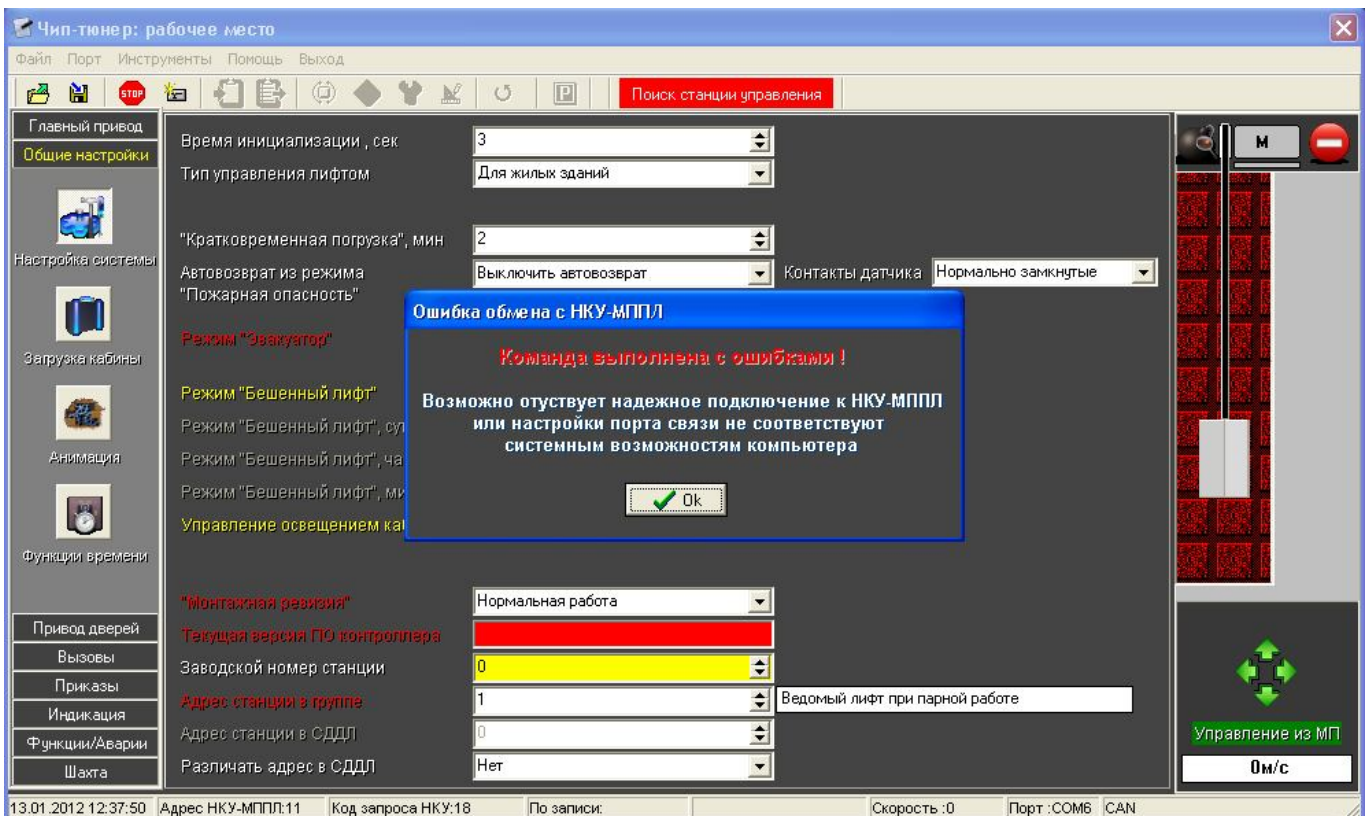 Чип-тюнер: рабочее место
Файл Порт Инструменты Помощь Выход
STOP
P
Поиск станции управления
Главный привод
Общие настройки
Настройка системы
Загрузка кабины
Анимация
Функции времени
Привод дверей
Вызовы
Приказы
Индикация
Функции/Аварии
Шахта
Время инициализации , сек 3
Тип управления лифтом Для жилых зданий
"Кратковременная погрузка", мин 2
Автовозврат из режима
"Пожарная опасность" Выключить автовозврат Контакты датчика Нормально замкнутые
Режим "Эвакуатор"
Режим "Бешенный лифт"
Режим "Бешенный лифт", су
Режим "Бешенный лифт", ча
Режим "Бешенный лифт", ми
Управление освещением ка
Ошибка обмена с НКУ-МППЛ
Команда выполнена с ошибками !
Возможно отуствует надежное подключение к НКУ-МППЛ
или настройки порта связи не соответствуют
системным возможностям компьютера
Ok
"Монтажная ревизия" Нормальная работа
Текущая версия ПО контроллера
Заводской номер станции 0
Адрес станции в группе 1 Ведомый лифт при парной работе
Адрес станции в СДДЛ 0
Различать адрес в СДДЛ Нет
М
Управление из МП
0м/с
13.01.2012 12:37:50 Адрес НКУ-МППЛ:11 Код запроса НКУ:18 По записи: Скорость :0 Порт :COM6 CAN